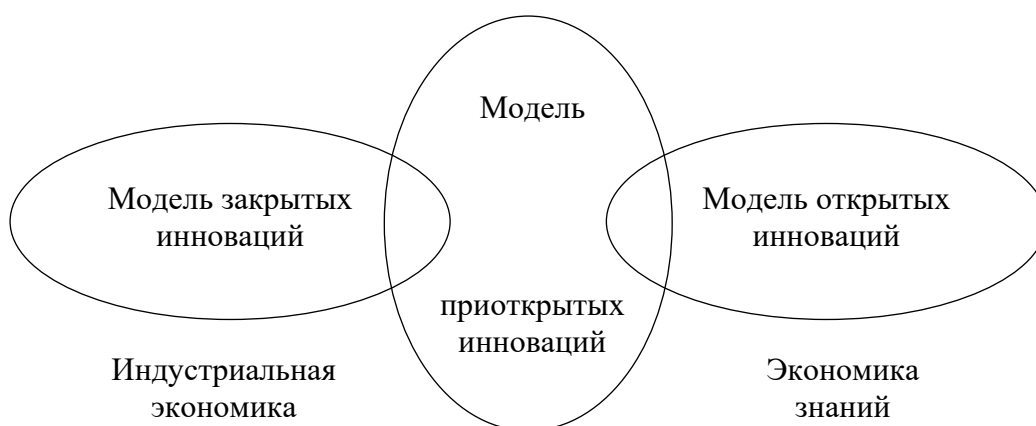 Модель
Модель закрытых
инноваций
Модель открытых
инноваций
приоткрытых
инноваций
Индустриальная
экономика
Экономика
знаний